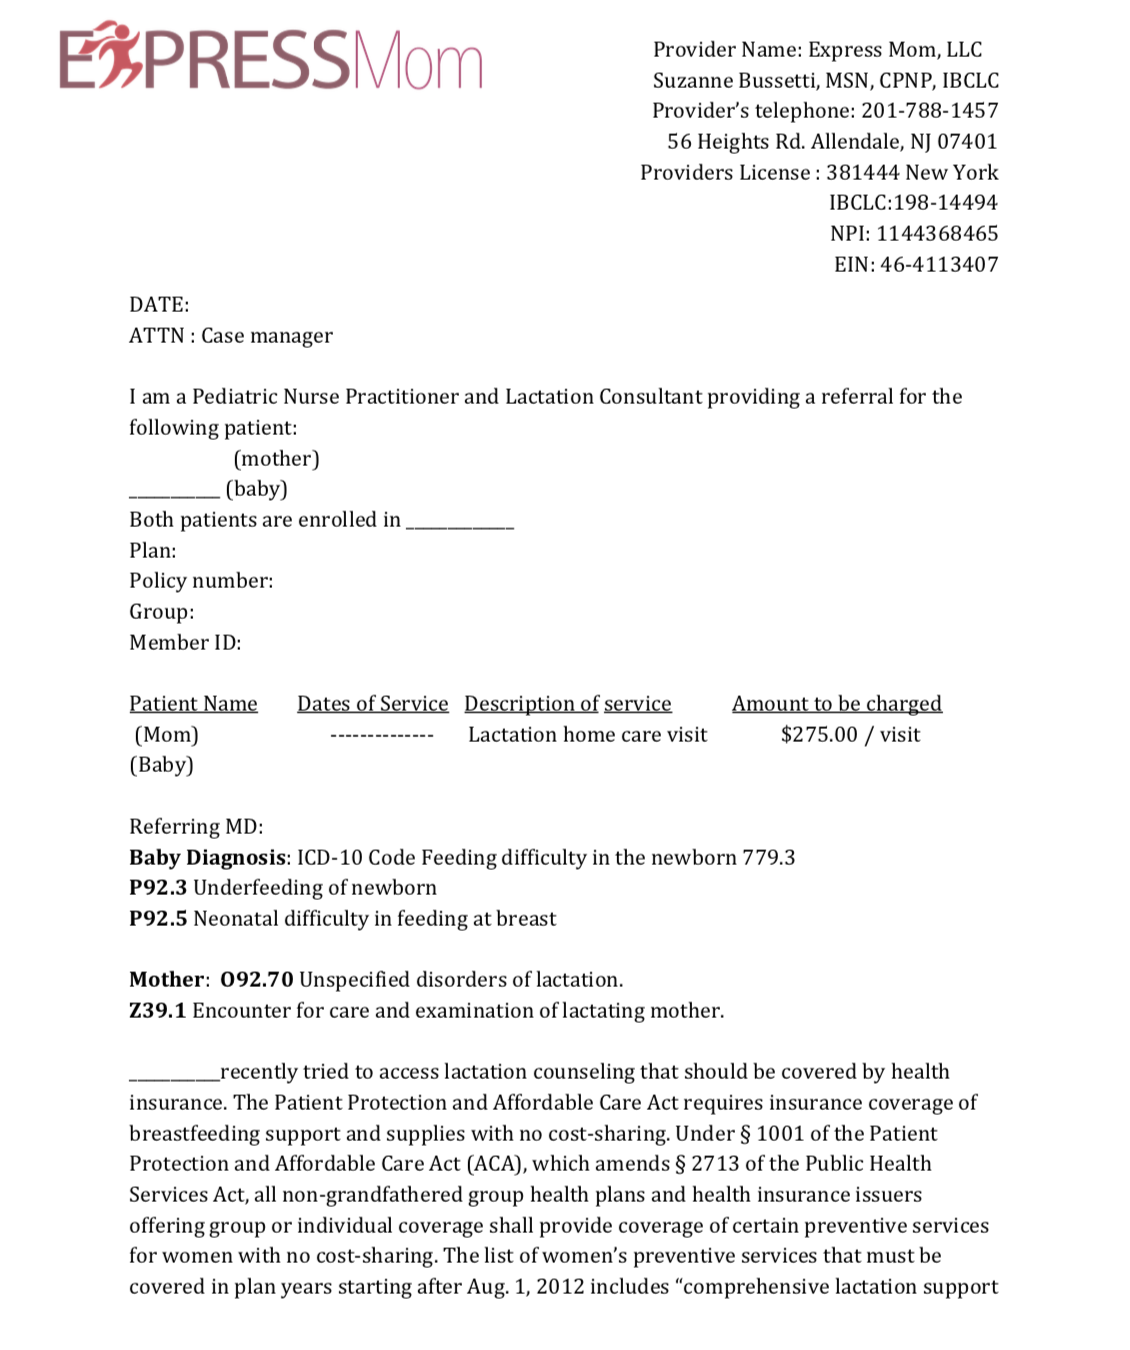 EXPRESSMom
Provider Name: Express Mom, LLC
Suzanne Bussetti, MSN, CPNP, IBCLC
Provider’s telephone: 201-788-1457
56 Heights Rd. Allendale, NJ 07401
Providers License : 381444 New York
IBCLC:198-14494
NPI: 1144368465
EIN: 46-4113407
DATE:
ATTN : Case manager
I am a Pediatric Nurse Practitioner and Lactation Consultant providing a referral for the
following patient:
(mother)
__________ (baby)
Both patients are enrolled in ____________
Plan:
Policy number:
Group:
Member ID:
Patient Name Dates of Service Description of service Amount to be charged
(Mom) -------------- Lactation home care visit $275.00 / visit
(Baby)
Referring MD:
Baby Diagnosis: ICD-10 Code Feeding difficulty in the newborn 779.3
P92.3 Underfeeding of newborn
P92.5 Neonatal difficulty in feeding at breast
Mother: O92.70 Unspecified disorders of lactation.
Z39.1 Encounter for care and examination of lactating mother.
__________recently tried to access lactation counseling that should be covered by health
insurance. The Patient Protection and Affordable Care Act requires insurance coverage of
breastfeeding support and supplies with no cost-sharing. Under § 1001 of the Patient
Protection and Affordable Care Act (ACA), which amends § 2713 of the Public Health
Services Act, all non-grandfathered group health plans and health insurance issuers
offering group or individual coverage shall provide coverage of certain preventive services
for women with no cost-sharing. The list of women’s preventive services that must be
covered in plan years starting after Aug. 1, 2012 includes “comprehensive lactation support